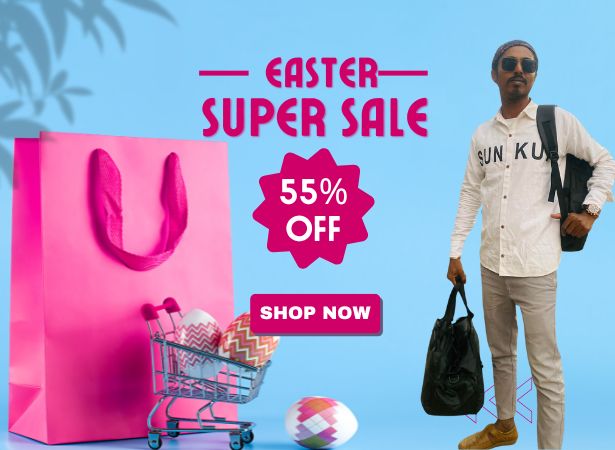 EASTER
SUPER SALE
55%
OFF
SHOP NOW
SUN KU